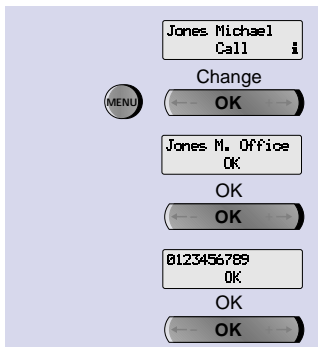 Jones Michael
Call i
Change
MENU
←-- OK +→
Jones M. Office
OK
OK
←-- OK +→
0123456789
OK
OK
←-- OK +→